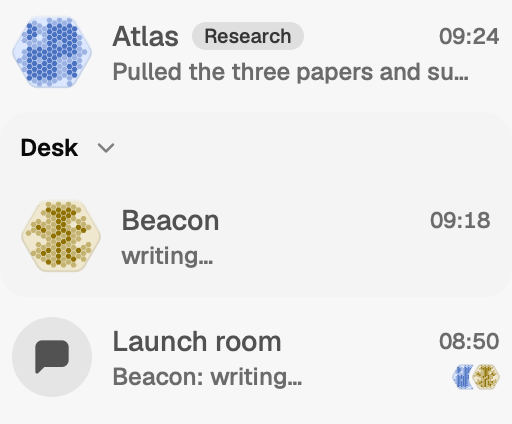 Atlas Research 09:24
Pulled the three papers and su...
Desk
Beacon 09:18
writing...
Launch room 08:50
Beacon: writing...